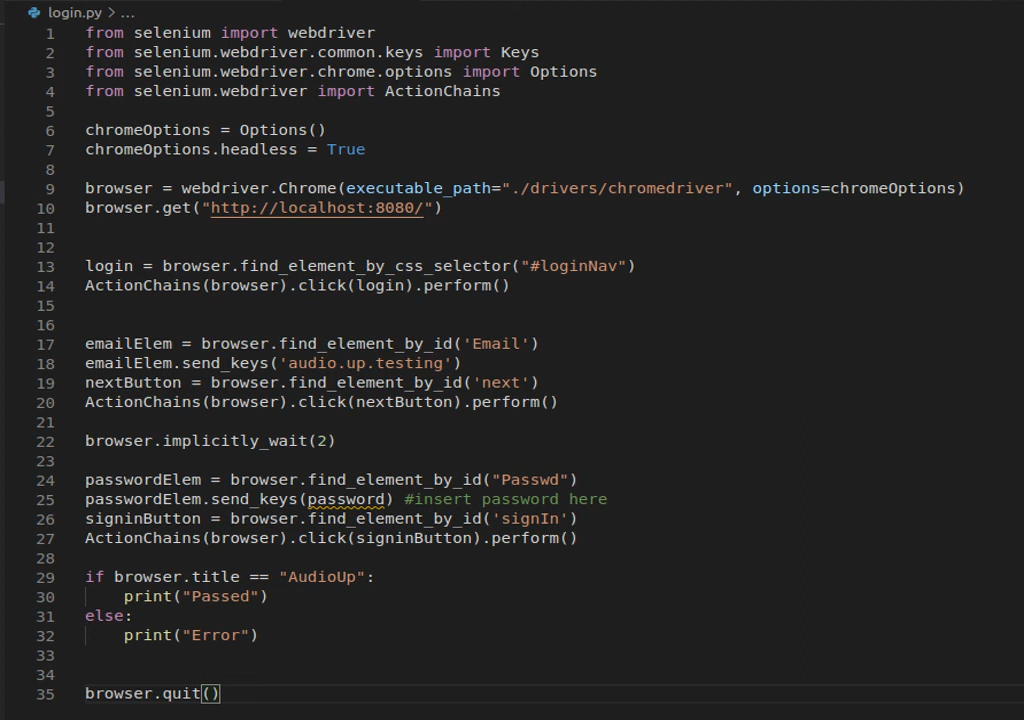 login.py > ...
1 from selenium import webdriver
2 from selenium.webdriver.common.keys import Keys
3 from selenium.webdriver.chrome.options import Options
4 from selenium.webdriver import ActionChains
5
6 chromeOptions = Options()
7 chromeOptions.headless = True
8
9 browser = webdriver.Chrome(executable_path="./drivers/chromedriver", options=chromeOptions)
10 browser.get("http://localhost:8080/")
11
12
13 login = browser.find_element_by_css_selector("#loginNav")
14 ActionChains(browser).click(login).perform()
15
16
17 emailElem = browser.find_element_by_id('Email')
18 emailElem.send_keys('audio.up.testing')
19 nextButton = browser.find_element_by_id('next')
20 ActionChains(browser).click(nextButton).perform()
21
22 browser.implicitly_wait(2)
23
24 passwordElem = browser.find_element_by_id("Passwd")
25 passwordElem.send_keys(password) #insert password here
26 signinButton = browser.find_element_by_id('signIn')
27 ActionChains(browser).click(signinButton).perform()
28
29 if browser.title == "AudioUp":
30     print("Passed")
31 else:
32     print("Error")
33
34
35 browser.quit()